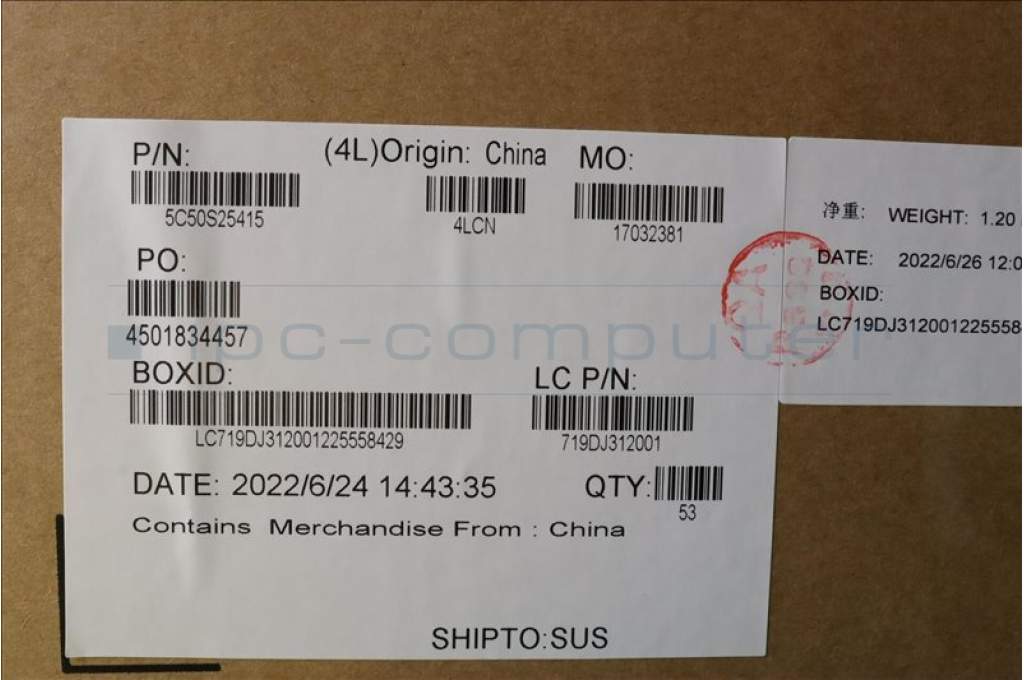 P/N:
(4L)Origin: China
MO:
5C50S25415
4LCN
17032381
PO:
4501834457
BOXID:
LC P/N:
LC719DJ312001225558429
719DJ312001
DATE: 2022/6/24 14:43:35
QTY:
53
Contains Merchandise From : China
SHIPTO:SUS
净重: WEIGHT: 1.20
DATE: 2022/6/26 12:0
BOXID:
LC719DJ312001225558
ipc-computer